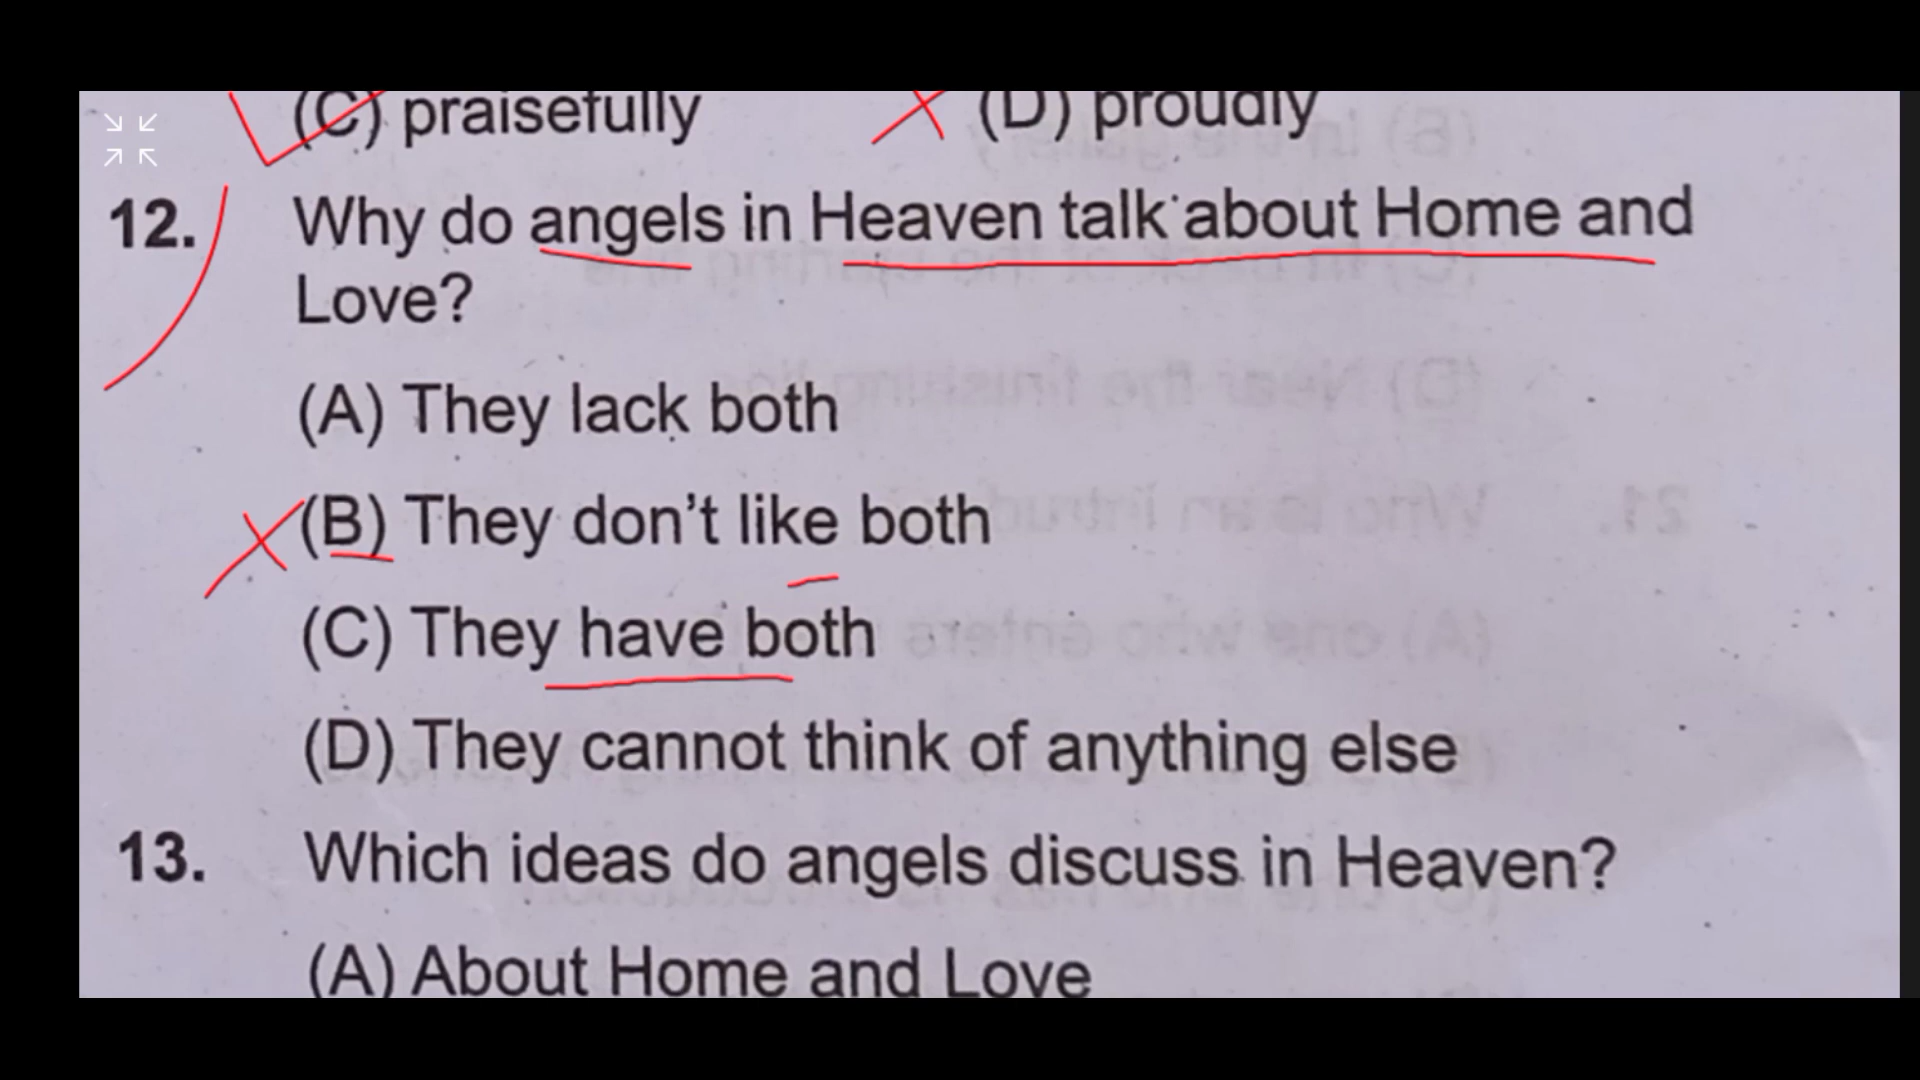 (C) praisefully (D) proudly
12. Why do angels in Heaven talk about Home and
Love?
(A) They lack both
(B) They don't like both
(C) They have both
(D) They cannot think of anything else
13. Which ideas do angels discuss in Heaven?
(A) About Home and Love